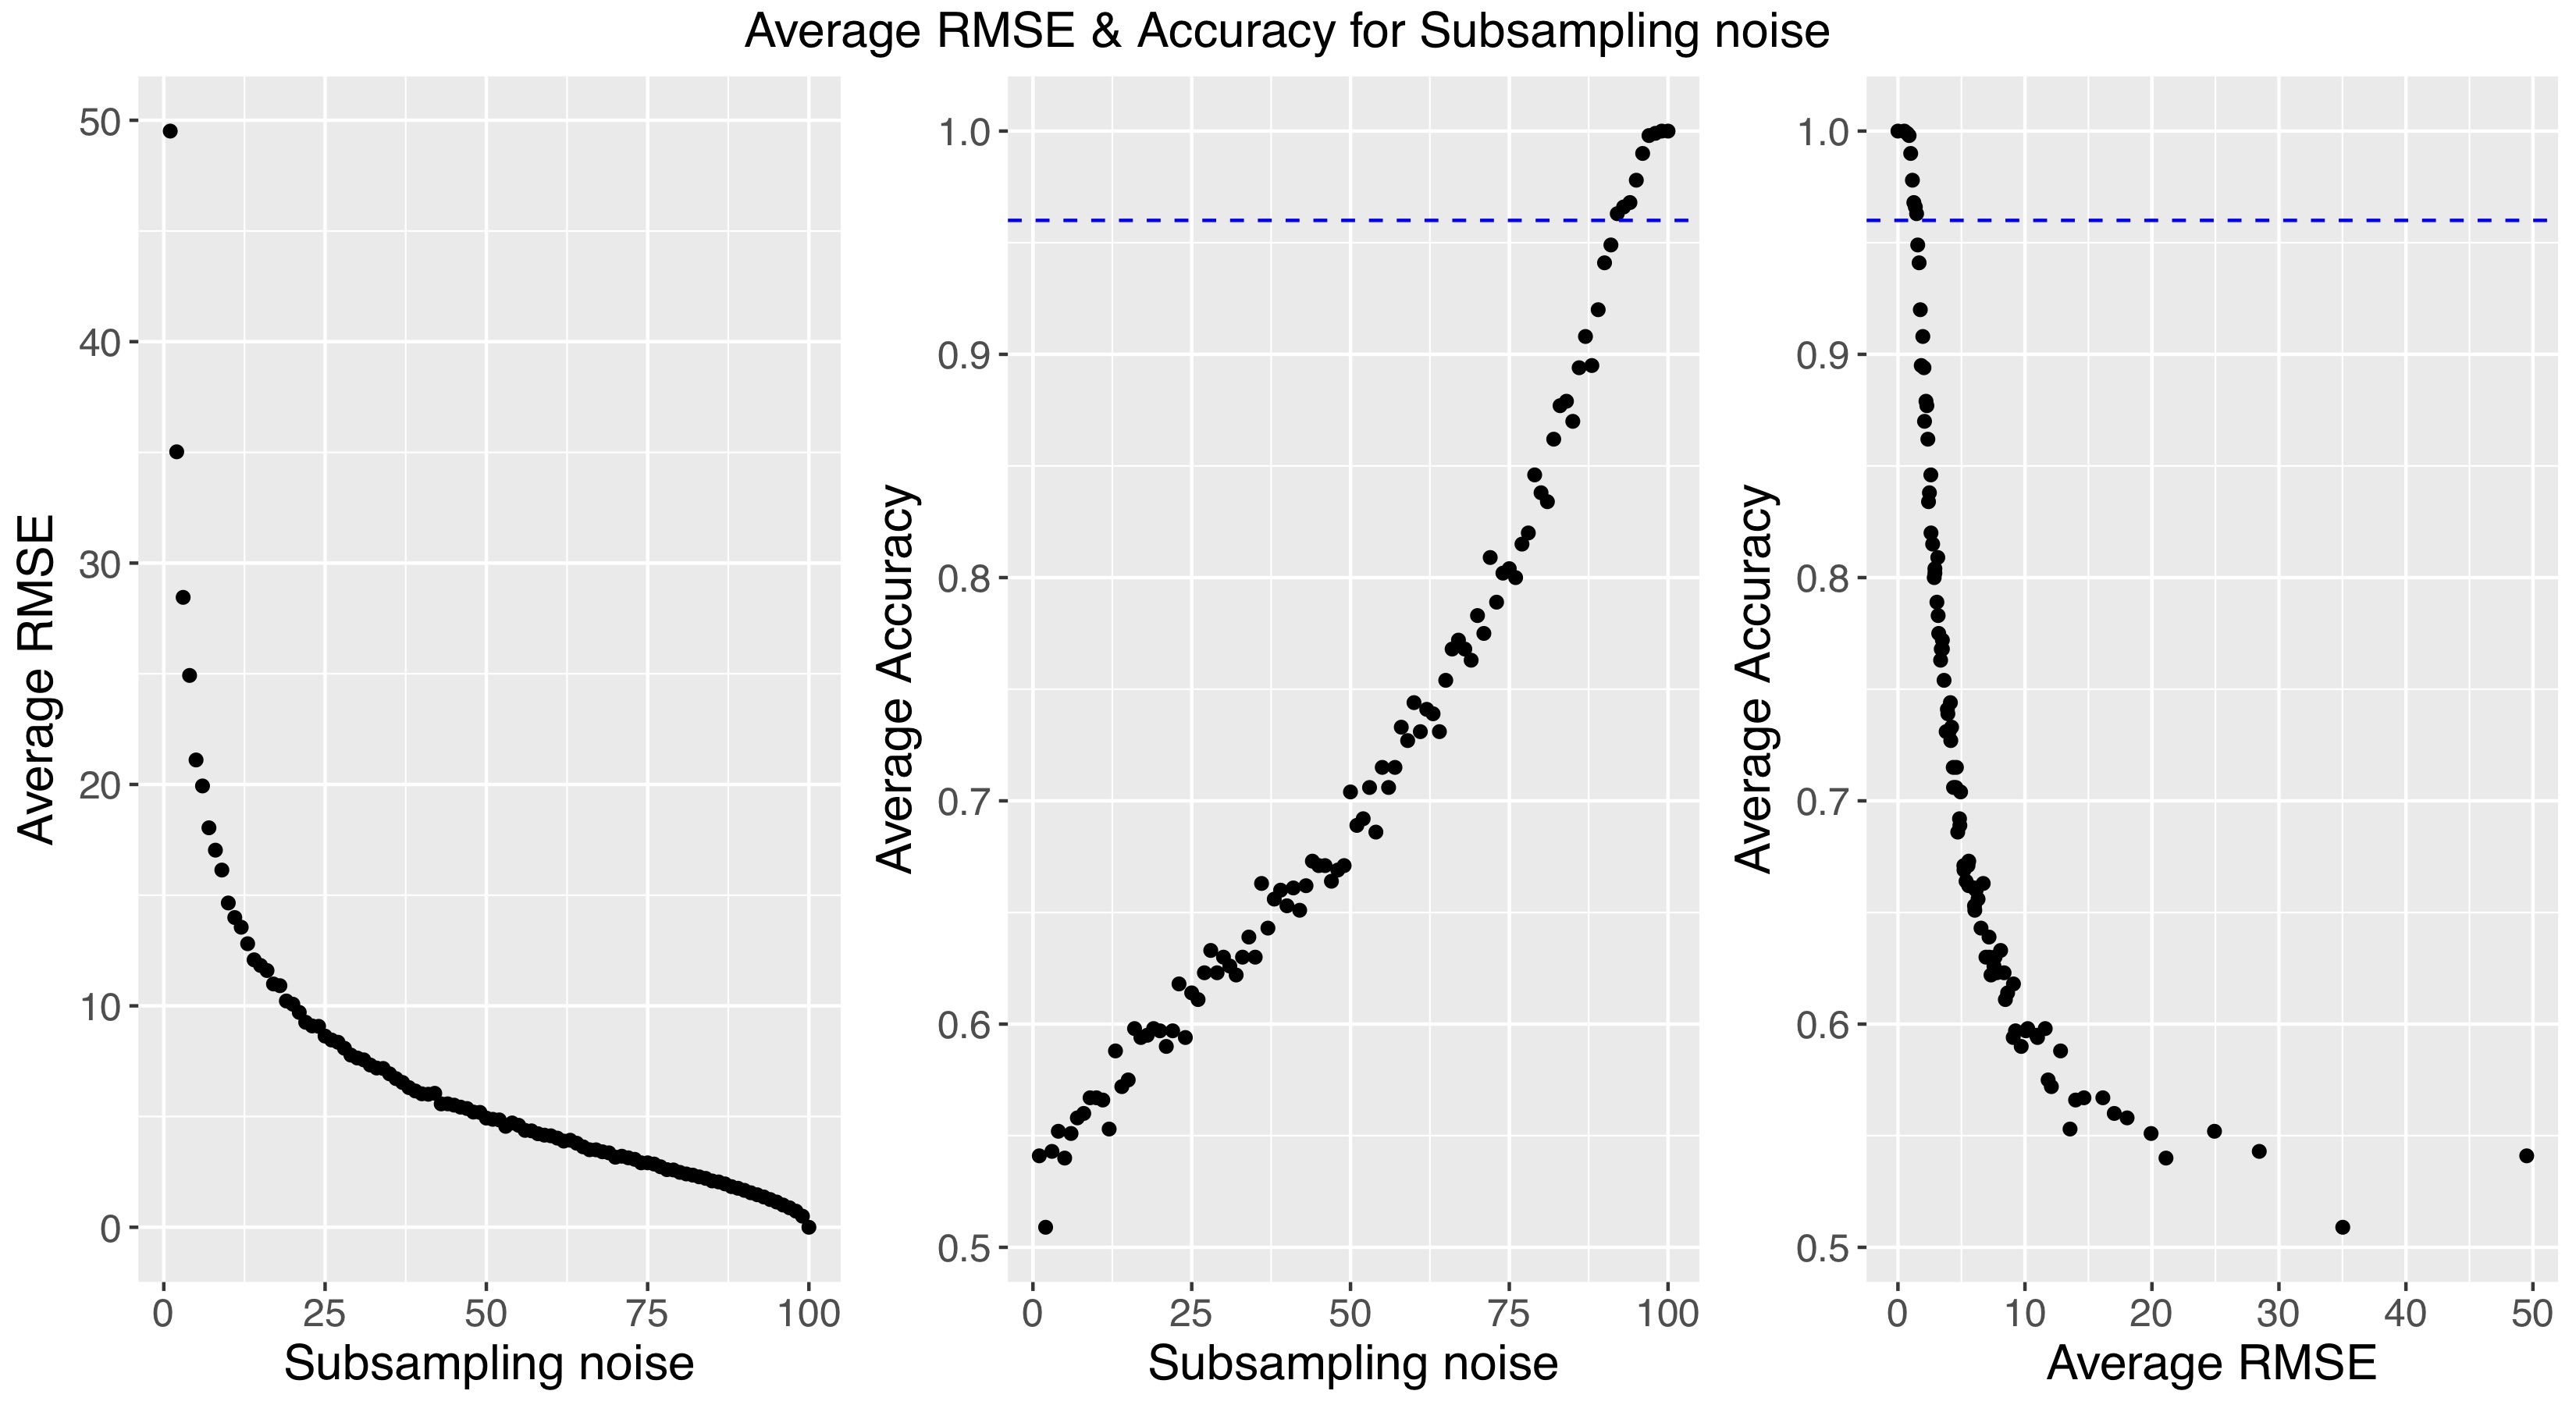 Average RMSE & Accuracy for Subsampling noise
Average RMSE
50
40
30
20
10
0
0 25 50 75 100
Subsampling noise
Average Accuracy
1.0
0.9
0.8
0.7
0.6
0.5
0 25 50 75 100
Subsampling noise
Average Accuracy
1.0
0.9
0.8
0.7
0.6
0.5
0 10 20 30 40 50
Average RMSE